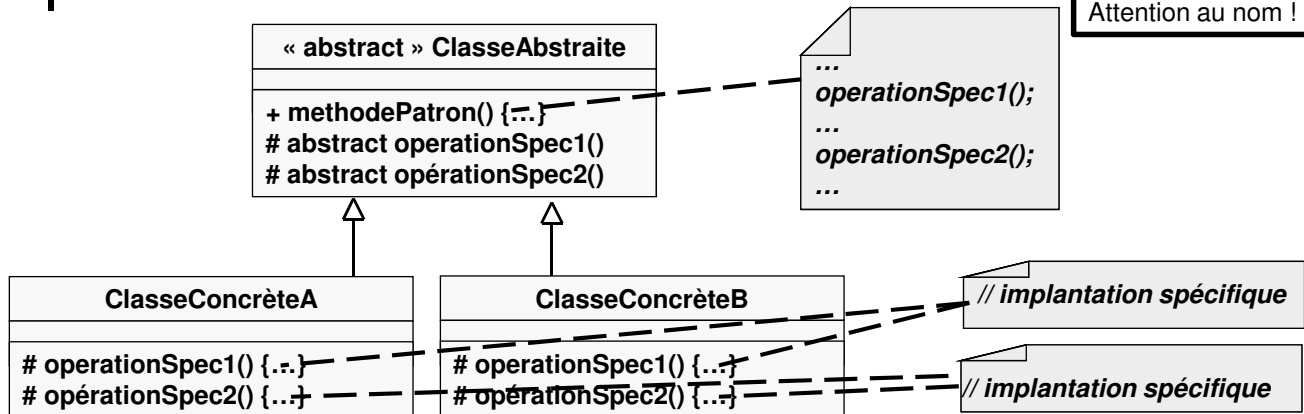 Attention au nom !
« abstract » ClasseAbstraite
+ methodePatron() {…}
# abstract operationSpec1()
# abstract opérationSpec2()
…
operationSpec1();
…
operationSpec2();
…
ClasseConcrèteA
# operationSpec1() {…}
# opérationSpec2() {…}
ClasseConcrèteB
# operationSpec1() {…}
# opérationSpec2() {…}
// implantation spécifique
// implantation spécifique